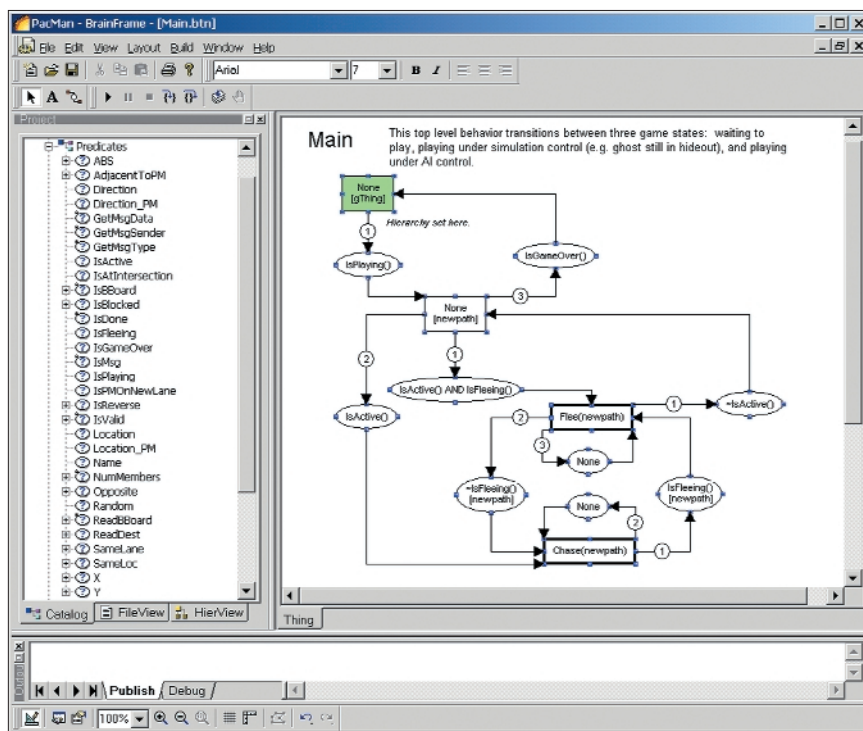 PacMan - BrainFrame - [Main.btn]
File Edit View Layout Build Window Help
Arial 7 B I
A
Project
Predicates
ABS
AdjacentToPM
Direction
Direction_PM
GetMsgData
GetMsgSender
GetMsgType
IsActive
IsAtIntersection
IsBBoard
IsBlocked
IsDone
IsFleeing
IsGameOver
IsMsg
IsPlaying
IsPMOnNewLane
IsReverse
IsValid
Location
Location_PM
Name
NumMembers
Opposite
Random
ReadBBoard
ReadDest
SameLane
SameLoc
X
Y
Catalog FileView HierView
Main
This top level behavior transitions between three game states: waiting to
play, playing under simulation control (e.g. ghost still in hideout), and playing
under AI control.
None
[gThing]
Hierarchy set here.
1
IsPlaying()
IsGameOver()
3
None
[newpath]
2
1
IsActive() AND IsFleeing()
IsActive()
1
~IsActive()
Flee(newpath)
2
3
None
~IsFleeing()
[newpath]
IsFleeing()
[newpath]
None
2
Chase(newpath)
1
Thing
Publish Debug
100%